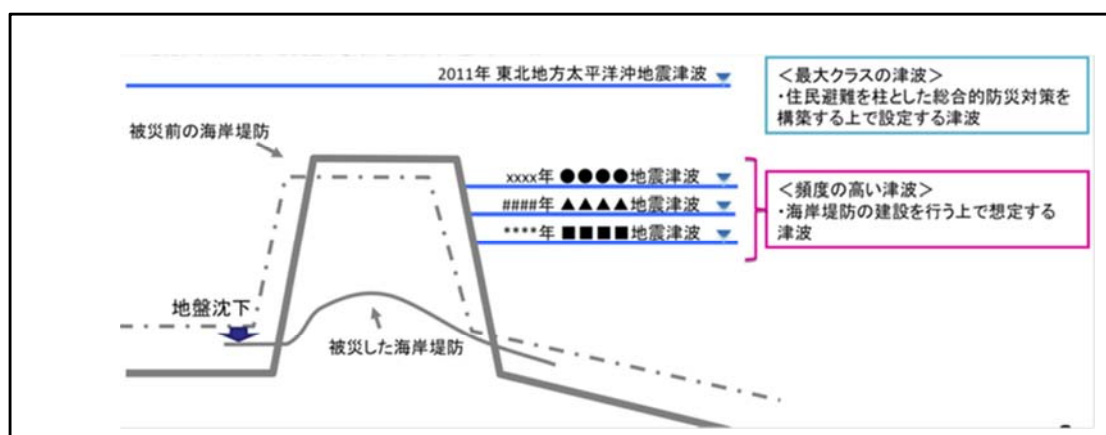 2011年 東北地方太平洋沖地震津波
＜最大クラスの津波＞
・住民避難を柱とした総合的防災対策を
構築する上で設定する津波
被災前の海岸堤防
xxxx年 ●●●●地震津波
####年 ▲▲▲▲地震津波
****年 ■■■■地震津波
＜頻度の高い津波＞
・海岸堤防の建設を行う上で想定する
津波
地盤沈下
被災した海岸堤防